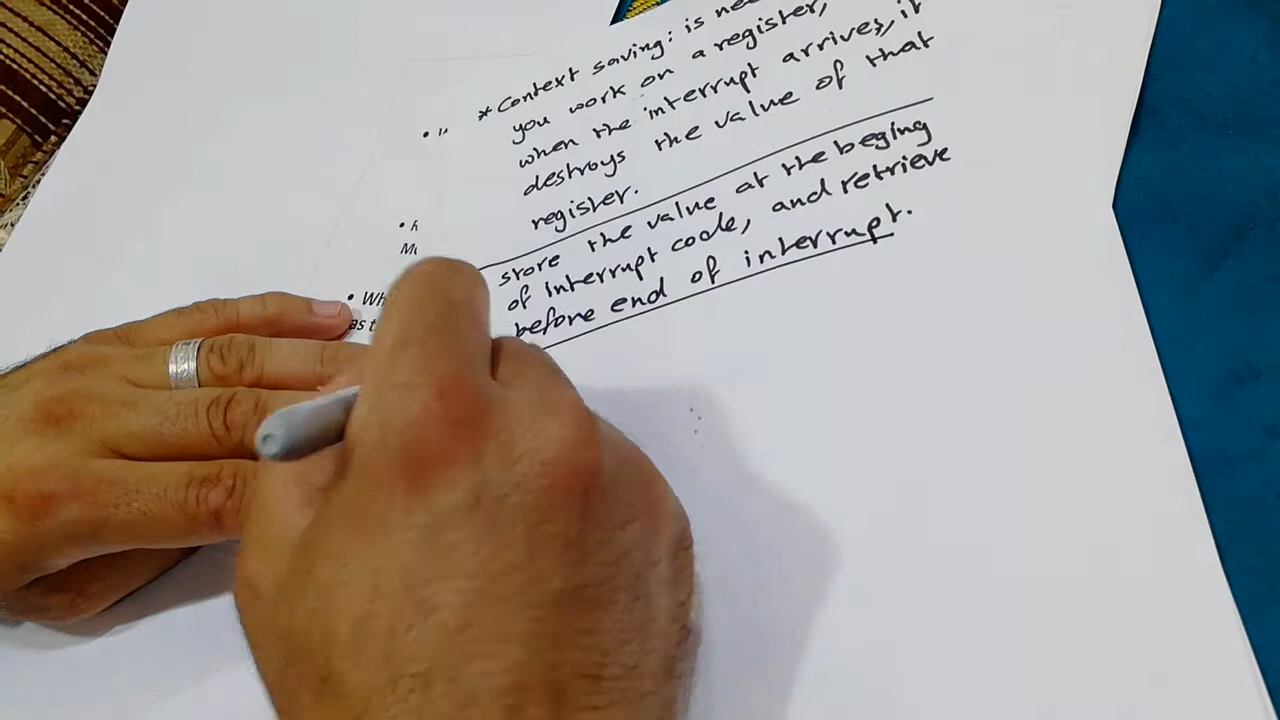 * Context saving: is
you work on a register,
when the interrupt arrives, it
destroys the value of that
register.
store the value at the beging
of interrupt code, and retrieve
before end of interrupt.